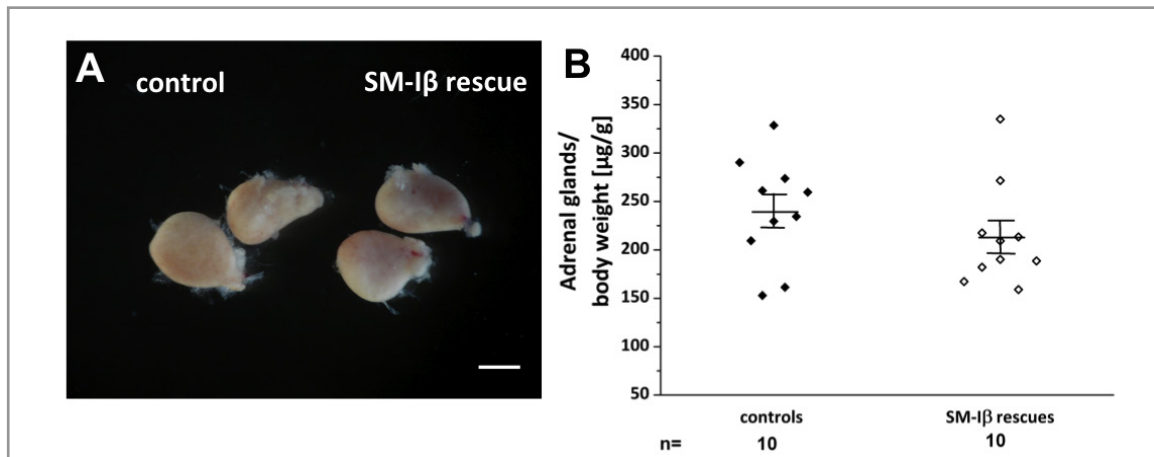 A
control
SM-Iβ rescue
B
Adrenal glands/
body weight [µg/g]
400
350
300
250
200
150
100
50
controls
SM-Iβ rescues
n=
10
10